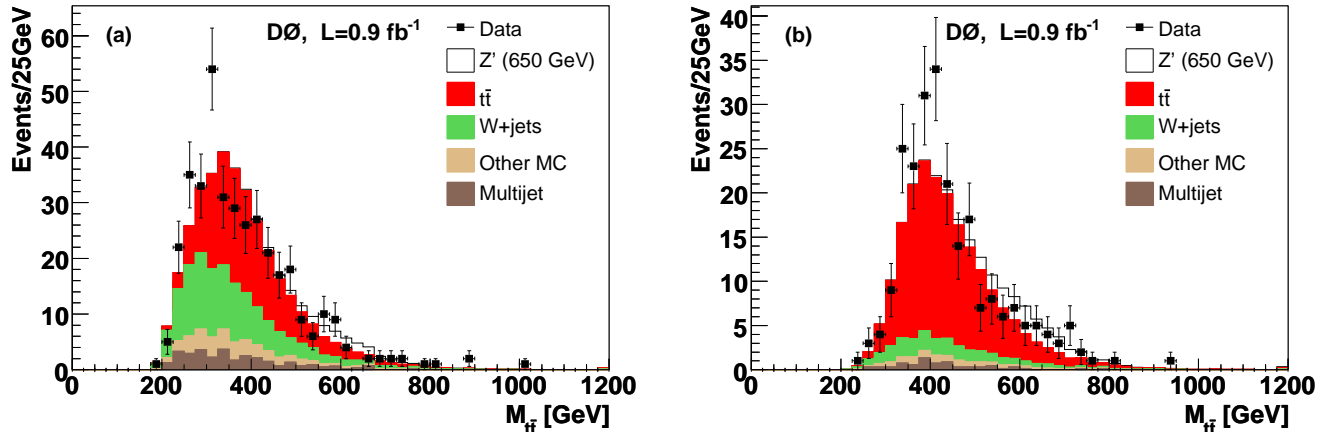 (a) DØ, L=0.9 fb⁻¹
Data
Z' (650 GeV)
tt̄
W+jets
Other MC
Multijet
Events/25GeV
60
50
40
30
20
10
0
0 200 400 600 800 1000 1200
M_tt̄ [GeV]
(b) DØ, L=0.9 fb⁻¹
Data
Z' (650 GeV)
tt̄
W+jets
Other MC
Multijet
Events/25GeV
40
35
30
25
20
15
10
5
0
0 200 400 600 800 1000 1200
M_tt̄ [GeV]